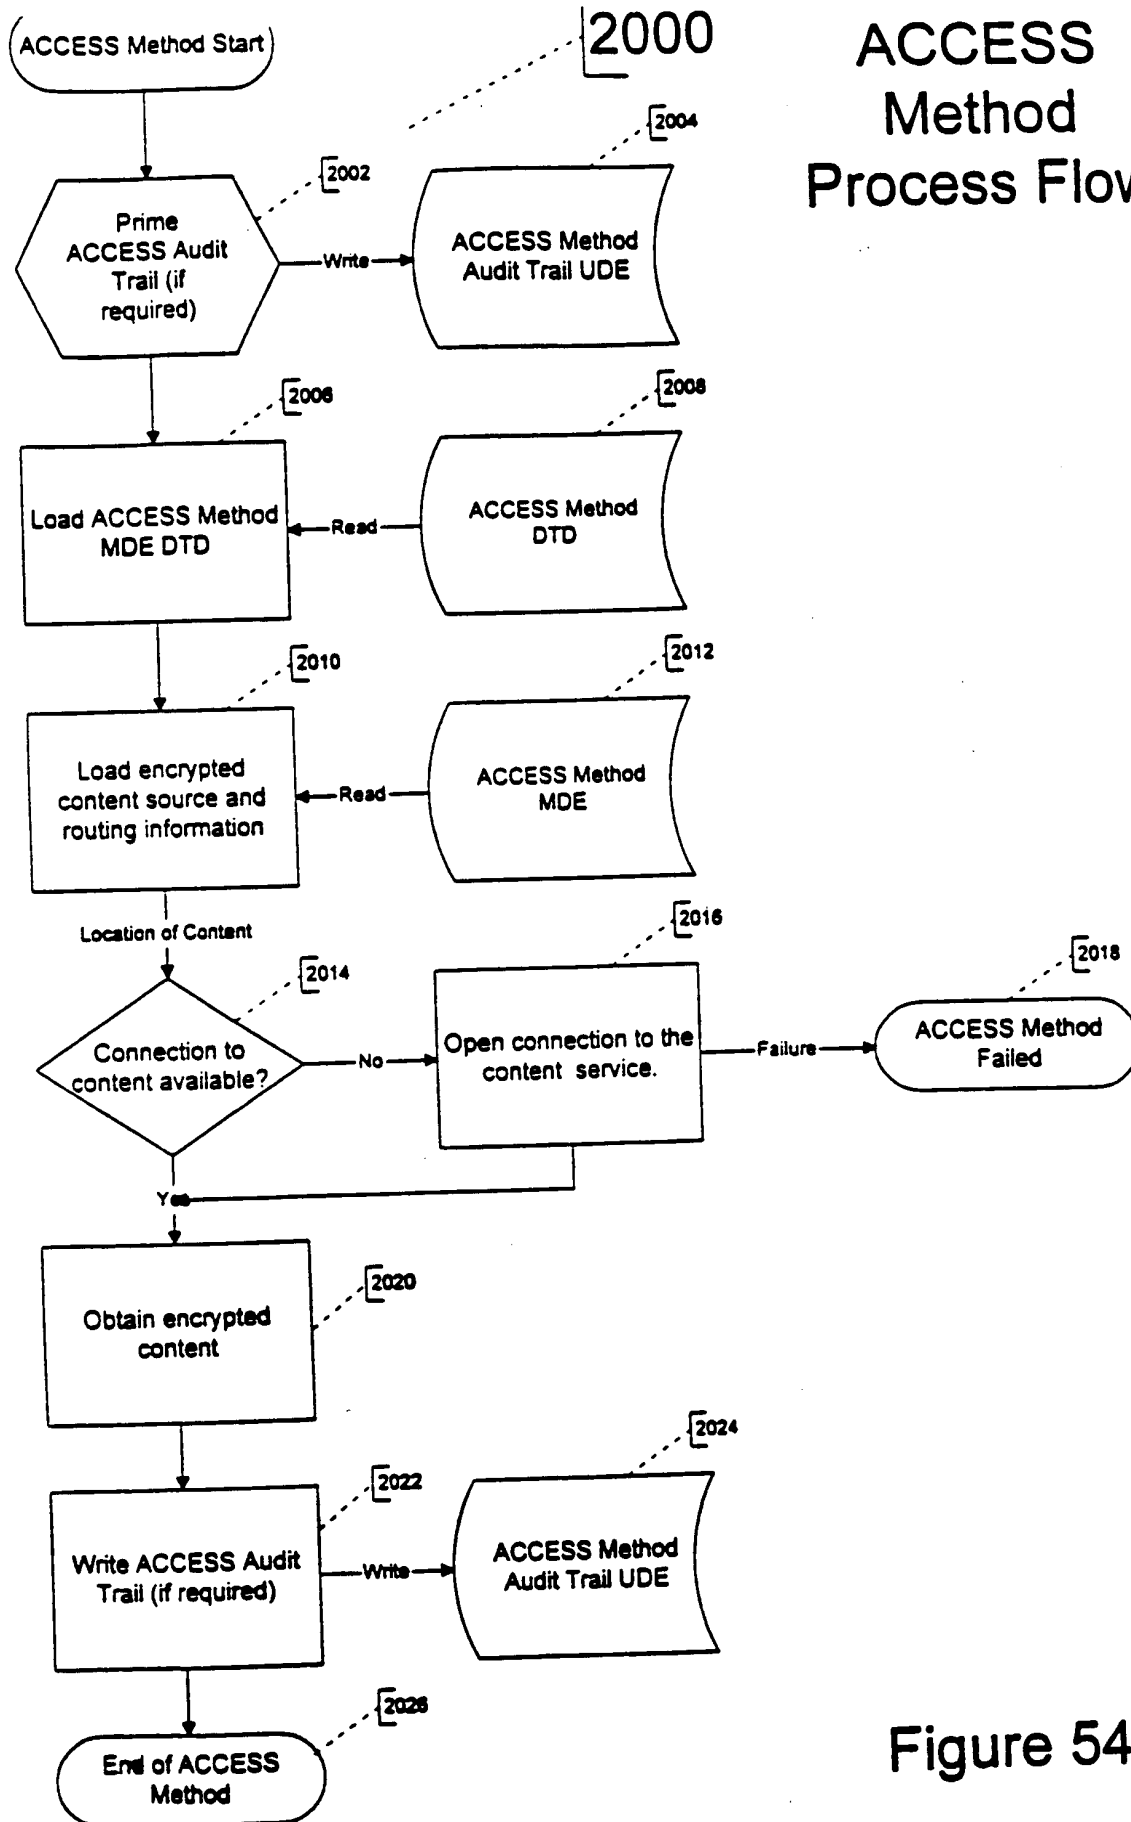 ACCESS Method Start
2000
ACCESS
Method
Process Flow
2004
2002
Prime
ACCESS Audit
Trail (if
required)
Write
ACCESS Method
Audit Trail UDE
2006
2008
Load ACCESS Method
MDE DTD
Read
ACCESS Method
DTD
2010
2012
Load encrypted
content source and
routing information
Read
ACCESS Method
MDE
Location of Content
2014
2016
2018
Connection to
content available?
No
Open connection to the
content service.
Failure
ACCESS Method
Failed
Yes
2020
Obtain encrypted
content
2022
2024
Write ACCESS Audit
Trail (if required)
Write
ACCESS Method
Audit Trail UDE
2026
End of ACCESS
Method
Figure 54